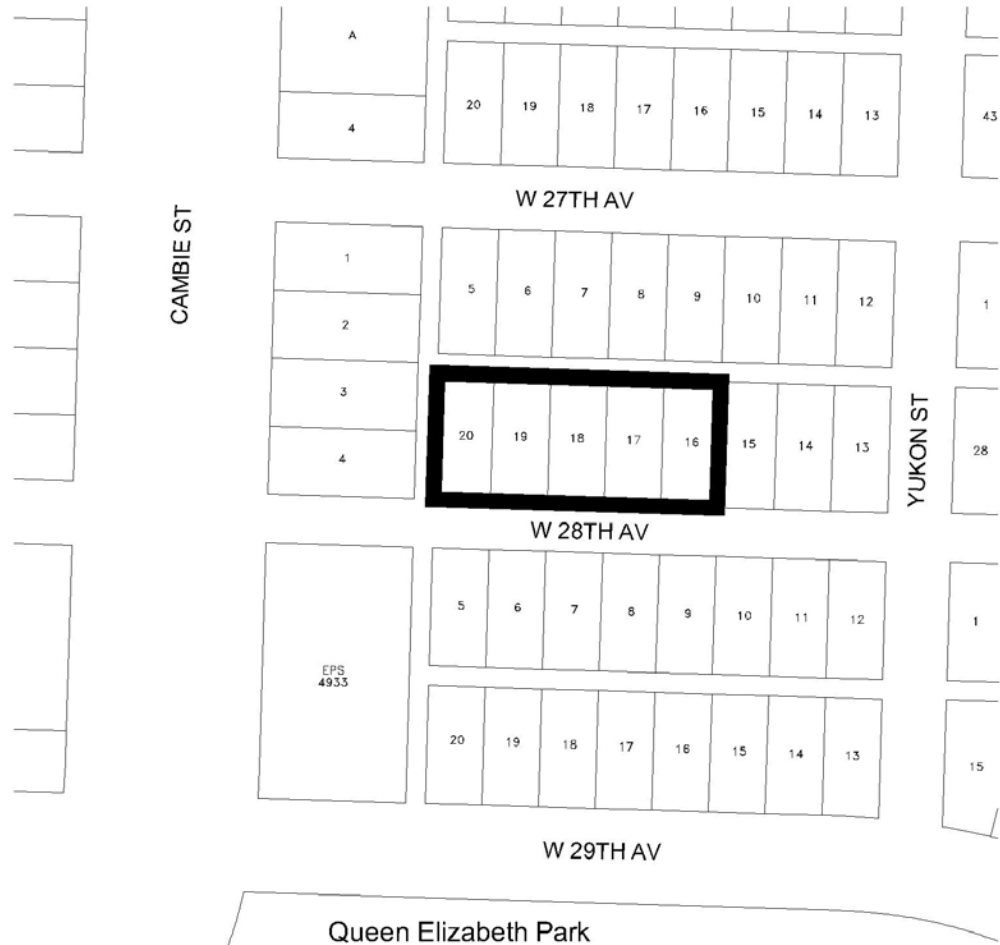 A
4
20 19 18 17 16 15 14 13
43
W 27TH AV
CAMBIE ST
1
2
3
4
5 6 7 8 9 10 11 12
1
20 19 18 17 16 15 14 13
28
YUKON ST
W 28TH AV
5 6 7 8 9 10 11 12
1
EPS
4933
20 19 18 17 16 15 14 13
15
W 29TH AV
Queen Elizabeth Park